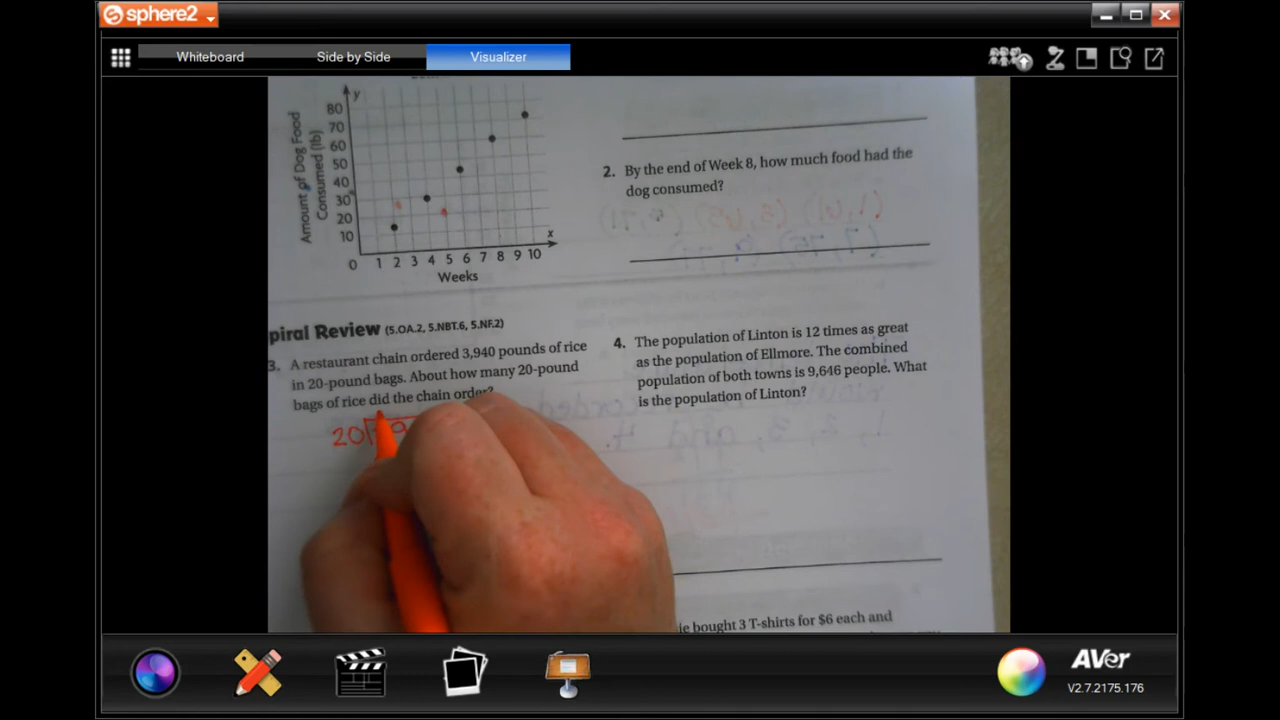 sphere2
Whiteboard
Side by Side
Visualizer
y
80
70
60
50
40
30
20
10
0
1 2 3 4 5 6 7 8 9 10
x
Weeks
Amount of Dog Food
Consumed (lb)
2. By the end of Week 8, how much food had the
dog consumed?
piral Review (5.OA.2, 5.NBT.6, 5.NF.2)
3. A restaurant chain ordered 3,940 pounds of rice
in 20-pound bags. About how many 20-pound
bags of rice did the chain order?
20 39
4. The population of Linton is 12 times as great
as the population of Ellmore. The combined
population of both towns is 9,646 people. What
is the population of Linton?
ie bought 3 T-shirts for $6 each and
AVer
V2.7.2175.176